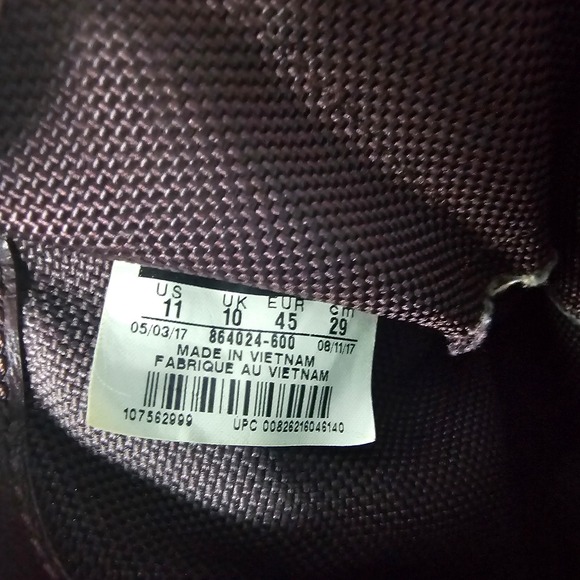 US UK EUR cm
11 10 45 29
05/03/17 864024-600 08/11/17
MADE IN VIETNAM
FABRIQUE AU VIETNAM
107562999 UPC 00826216046140